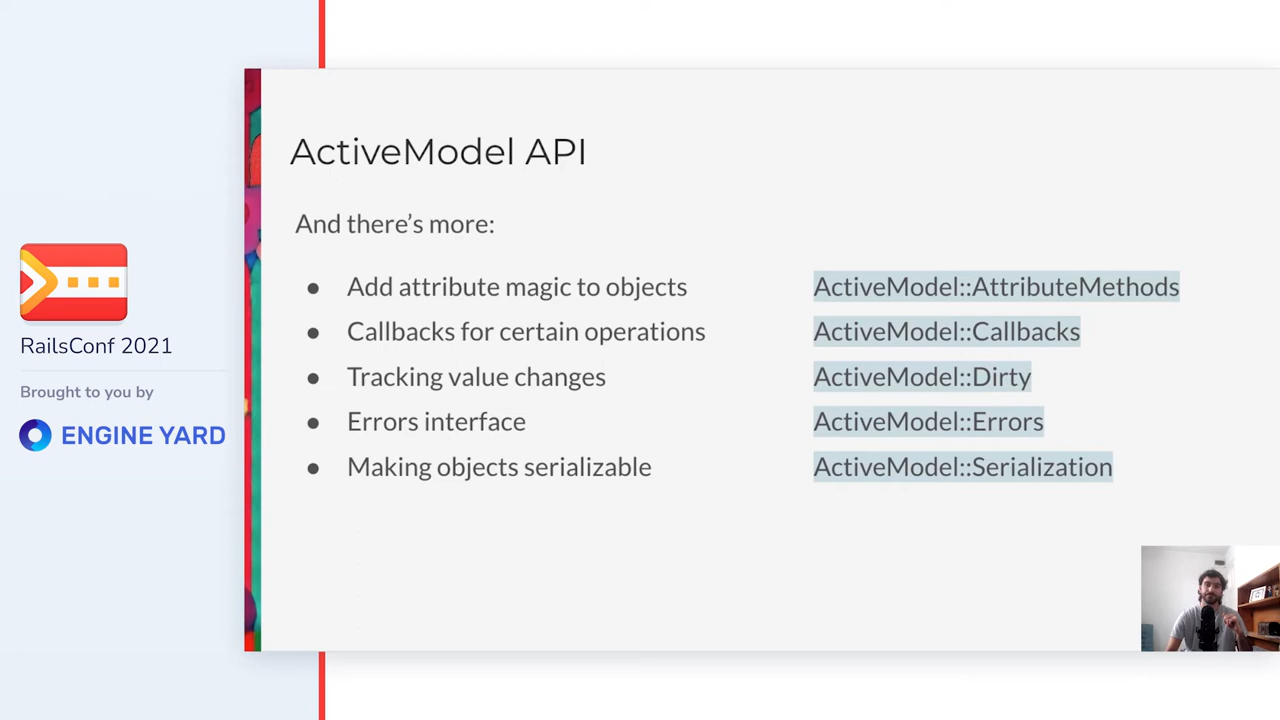 ActiveModel API
And there's more:
● Add attribute magic to objects ActiveModel::AttributeMethods
● Callbacks for certain operations ActiveModel::Callbacks
● Tracking value changes ActiveModel::Dirty
● Errors interface ActiveModel::Errors
● Making objects serializable ActiveModel::Serialization
RailsConf 2021
Brought to you by
ENGINE YARD